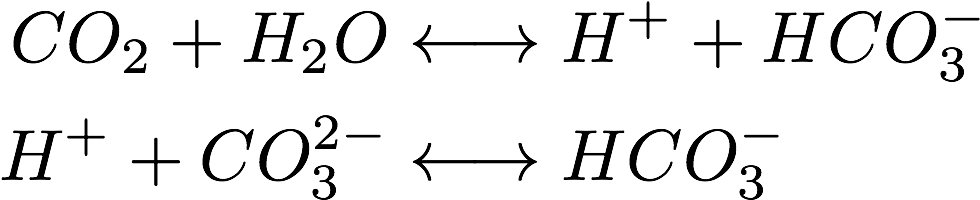 CO₂ + H₂O ⟷ H⁺ + HCO₃⁻
H⁺ + CO₃²⁻ ⟷ HCO₃⁻